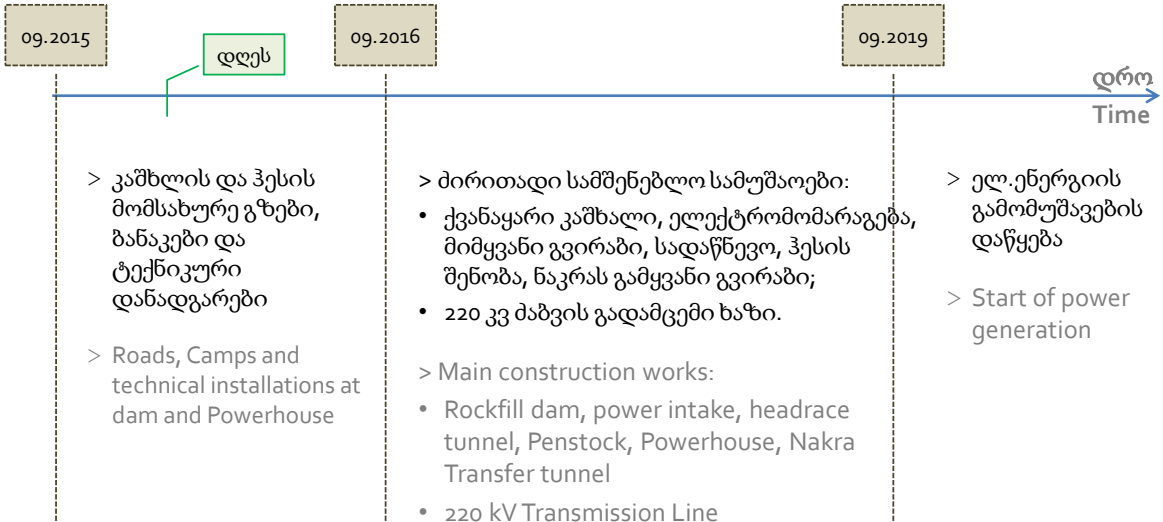 09.2015
09.2016
09.2019
დღეს
დრო
Time
> კაშხლის და ჰესის
მომსახურე გზები,
ბანაკები და
ტექნიკური
დანადგარები
> Roads, Camps and
technical installations at
dam and Powerhouse
> ძირითადი სამშენებლო სამუშაოები:
• ქვანაყარი კაშხალი, ელექტრომომარაგება,
მიმყვანი გვირაბი, სადაწნევო, ჰესის
შენობა, ნაკრას გამყვანი გვირაბი;
• 220 კვ ძაბვის გადამცემი ხაზი.
> Main construction works:
• Rockfill dam, power intake, headrace
tunnel, Penstock, Powerhouse, Nakra
Transfer tunnel
• 220 kV Transmission Line
> ელ.ენერგიის
გამომუშავების
დაწყება
> Start of power
generation